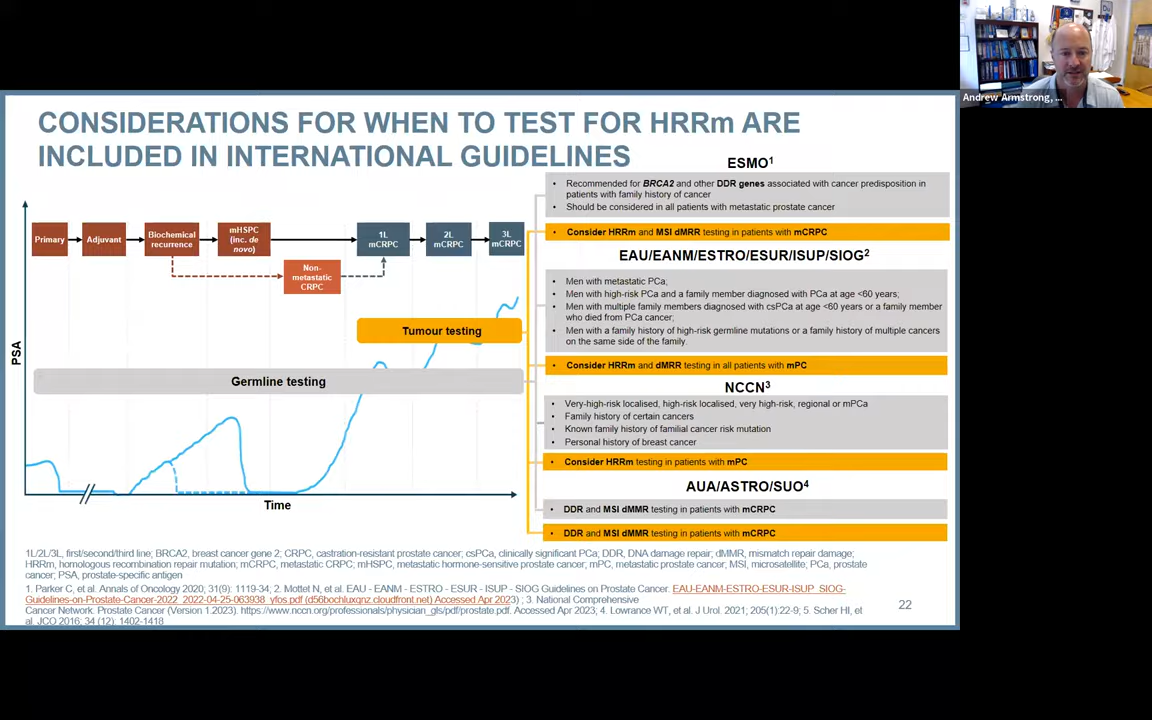 Andrew Armstrong, ...
CONSIDERATIONS FOR WHEN TO TEST FOR HRRm ARE
INCLUDED IN INTERNATIONAL GUIDELINES
Primary
Adjuvant
Biochemical
recurrence
mHSPC
(inc. de
novo)
1L
mCRPC
2L
mCRPC
3L
mCRPC
Non-
metastatic
CRPC
Tumour testing
Germline testing
PSA
Time
ESMO1
• Recommended for BRCA2 and other DDR genes associated with cancer predisposition in
patients with family history of cancer
• Should be considered in all patients with metastatic prostate cancer
• Consider HRRm and MSI dMRR testing in patients with mCRPC
EAU/EANM/ESTRO/ESUR/ISUP/SIOG2
• Men with metastatic PCa;
• Men with high-risk PCa and a family member diagnosed with PCa at age <60 years;
• Men with multiple family members diagnosed with csPCa at age <60 years or a family member
who died from PCa cancer;
• Men with a family history of high-risk germline mutations or a family history of multiple cancers
on the same side of the family.
• Consider HRRm and dMRR testing in all patients with mPC
NCCN3
• Very-high-risk localised, high-risk localised, very high-risk, regional or mPCa
• Family history of certain cancers
• Known family history of familial cancer risk mutation
• Personal history of breast cancer
• Consider HRRm testing in patients with mPC
AUA/ASTRO/SUO4
• DDR and MSI dMMR testing in patients with mCRPC
• DDR and MSI dMMR testing in patients with mCRPC
1L/2L/3L, first/second/third line; BRCA2, breast cancer gene 2; CRPC, castration-resistant prostate cancer; csPCa, clinically significant PCa; DDR, DNA damage repair; dMMR, mismatch repair damage;
HRRm, homologous recombination repair mutation; mCRPC, metastatic CRPC; mHSPC, metastatic hormone-sensitive prostate cancer; mPC, metastatic prostate cancer; MSI, microsatellite; PCa, prostate
cancer; PSA, prostate-specific antigen
1. Parker C, et al. Annals of Oncology 2020; 31(9): 1119-34; 2. Mottet N, et al. EAU - EANM - ESTRO - ESUR - ISUP - SIOG Guidelines on Prostate Cancer. EAU-EANM-ESTRO-ESUR-ISUP_SIOG-
Guidelines-on-Prostate-Cancer-2022_2022-04-25-063938_yfos.pdf (d56bochluxqnz.cloudfront.net) Accessed Apr 2023) ; 3. National Comprehensive
Cancer Network. Prostate Cancer (Version 1.2023). https://www.nccn.org/professionals/physician_gls/pdf/prostate.pdf. Accessed Apr 2023; 4. Lowrance WT, et al. J Urol. 2021; 205(1):22-9; 5. Scher HI, et
al. JCO 2016; 34 (12): 1402-1418
22